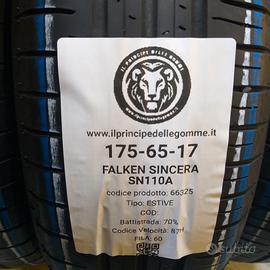 IL PRINCIPE DELLE GOMME
www.ilprincipedellegomme.it
175-65-17
FALKEN SINCERA
SN110A
codice prodotto: 66325
Tipo: ESTIVE
COD:
Battistrada: 70%
Codice Velocità: 87H
FILA: 60
subito